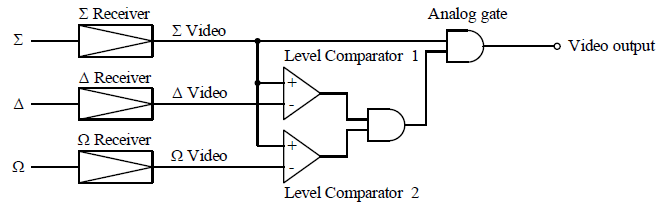 Σ Receiver
Analog gate
Σ
Σ Video
Video output
Level Comparator 1
Δ Receiver
+
Δ
Δ Video
-
Ω Receiver
+
Ω
Ω Video
-
Level Comparator 2